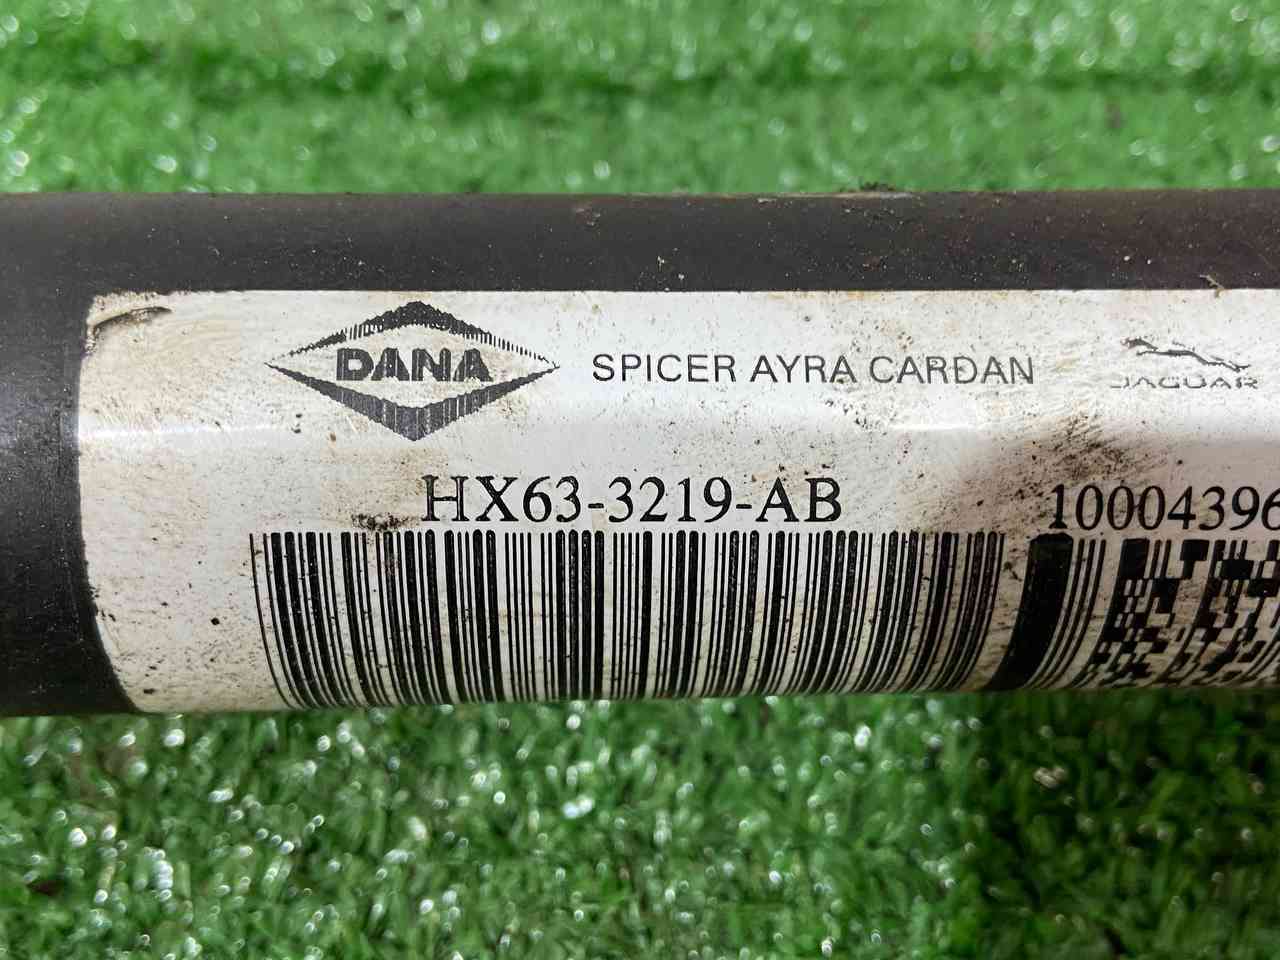 DANA SPICER AYRA CARDAN JAGUAR
HX63-3219-AB 10004396